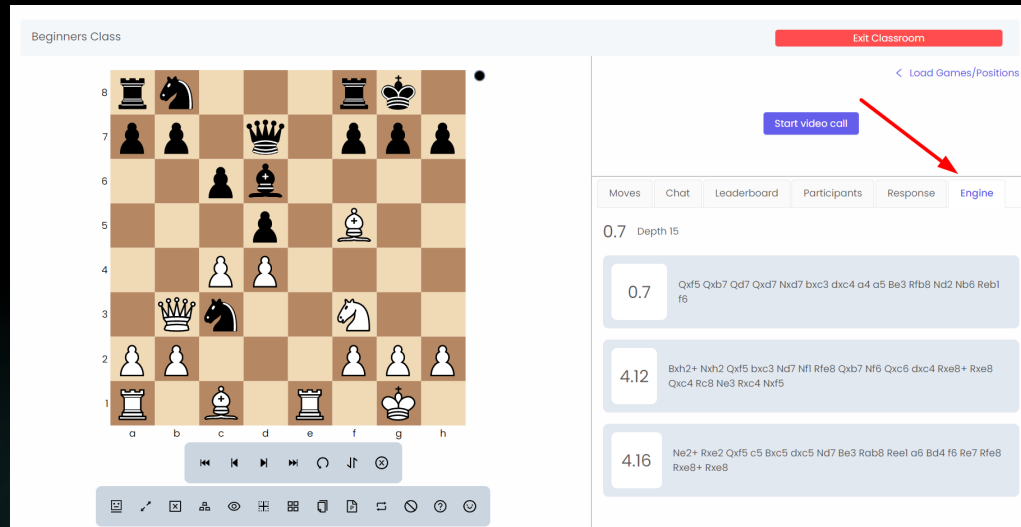 Beginners Class
Exit Clasroom
Load Games/Positions
Start video call
Moves
Chat
Leaderboard
Participants
Response
Engine
0.7 Depth 15
0.7
Qxf5 Qxb7 Qd7 Qxd7 Nxd7 bxc3 dxc4 a4 a5 Be3 Rfb8 Nd2 Nb6 Reb1
f6
4.12
Bxh2+ Nxh2 Qxf5 bxc3 Nd7 Nf1 Rfe8 Qxb7 Nf6 Qxc6 dxc4 Rxe8+ Rxe8
Qxc4 Rc8 Ne3 Rxc4 Nxf5
4.16
Ne2+ Rxe2 Qxf5 c5 Bxc5 dxc5 Nd7 Be3 Rab8 Ree1 a6 Bd4 f6 Re7 Rfe8
Rxe8+ Rxe8
8
7
6
5
4
3
2
1
a b c d e f g h